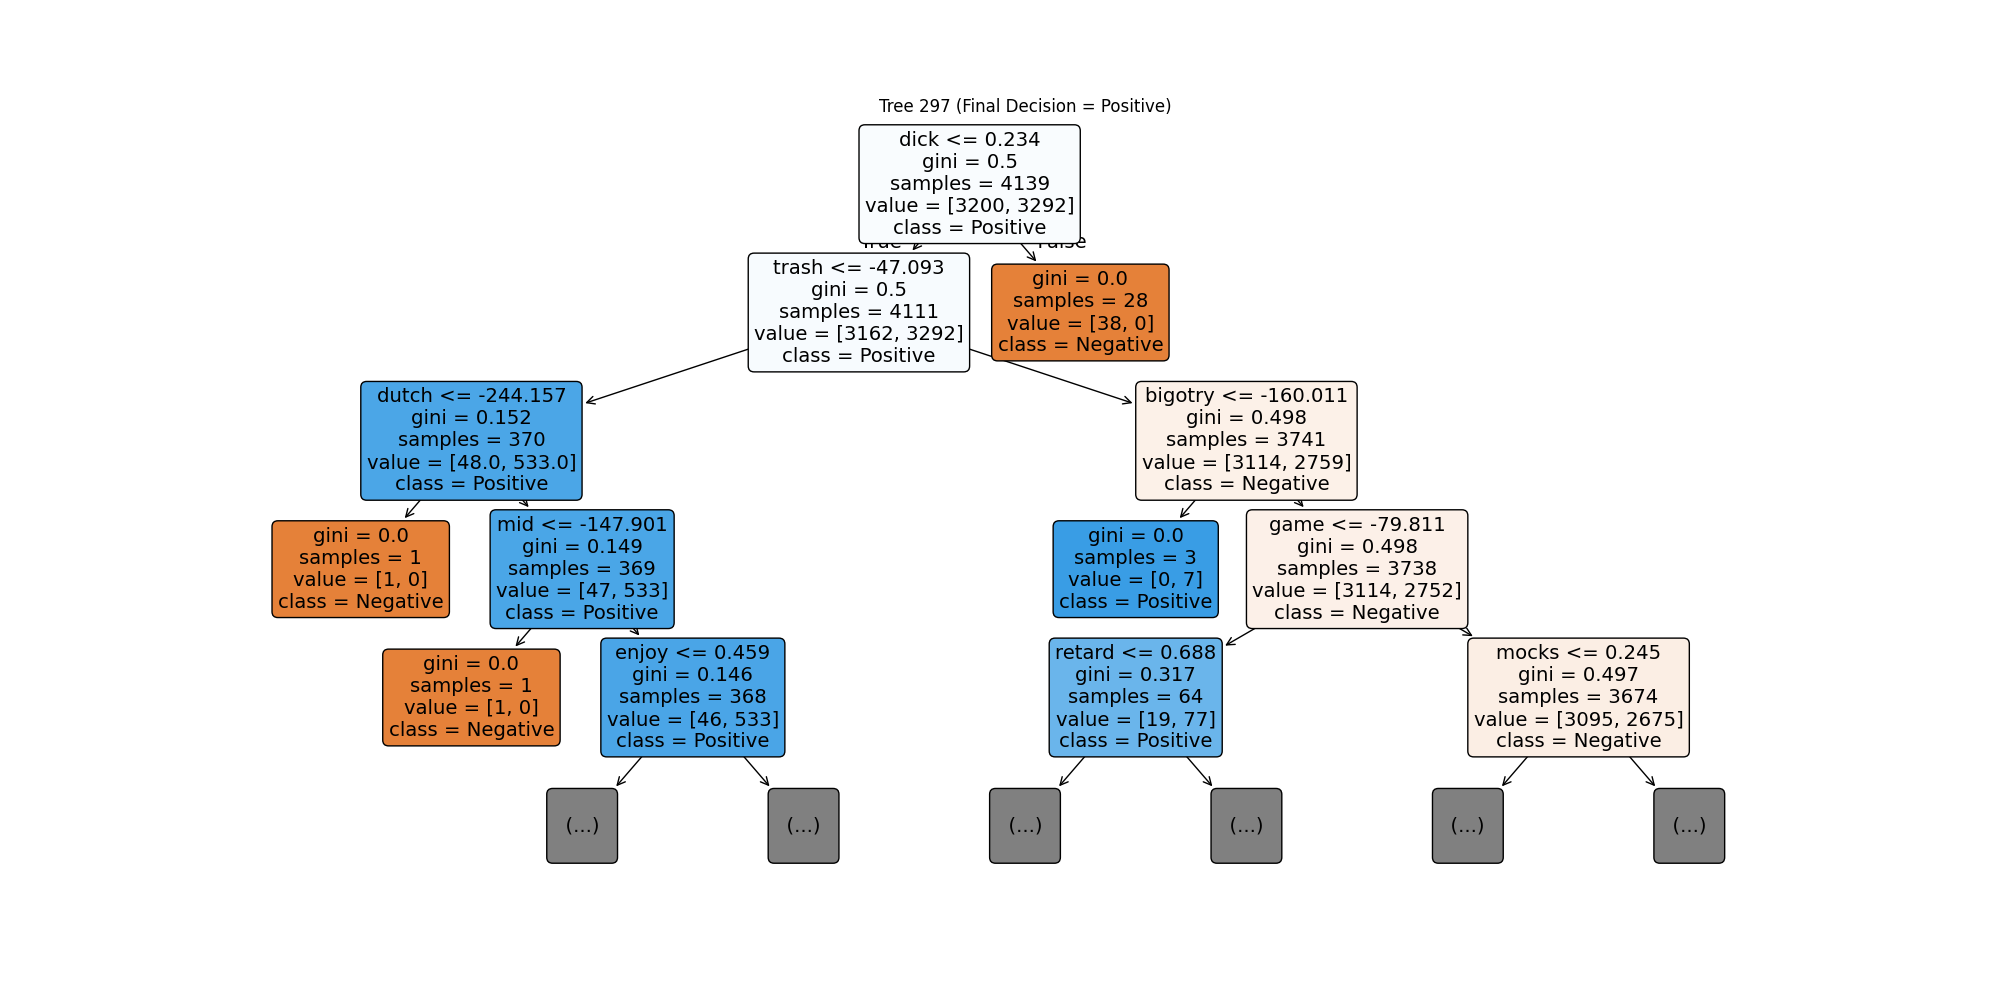 Tree 297 (Final Decision = Positive)
dick <= 0.234
gini = 0.5
samples = 4139
value = [3200, 3292]
class = Positive
True
False
trash <= -47.093
gini = 0.5
samples = 4111
value = [3162, 3292]
class = Positive
gini = 0.0
samples = 28
value = [38, 0]
class = Negative
dutch <= -244.157
gini = 0.152
samples = 370
value = [48.0, 533.0]
class = Positive
bigotry <= -160.011
gini = 0.498
samples = 3741
value = [3114, 2759]
class = Negative
gini = 0.0
samples = 1
value = [1, 0]
class = Negative
mid <= -147.901
gini = 0.149
samples = 369
value = [47, 533]
class = Positive
gini = 0.0
samples = 3
value = [0, 7]
class = Positive
game <= -79.811
gini = 0.498
samples = 3738
value = [3114, 2752]
class = Negative
gini = 0.0
samples = 1
value = [1, 0]
class = Negative
enjoy <= 0.459
gini = 0.146
samples = 368
value = [46, 533]
class = Positive
retard <= 0.688
gini = 0.317
samples = 64
value = [19, 77]
class = Positive
mocks <= 0.245
gini = 0.497
samples = 3674
value = [3095, 2675]
class = Negative
(...)
(...)
(...)
(...)
(...)
(...)